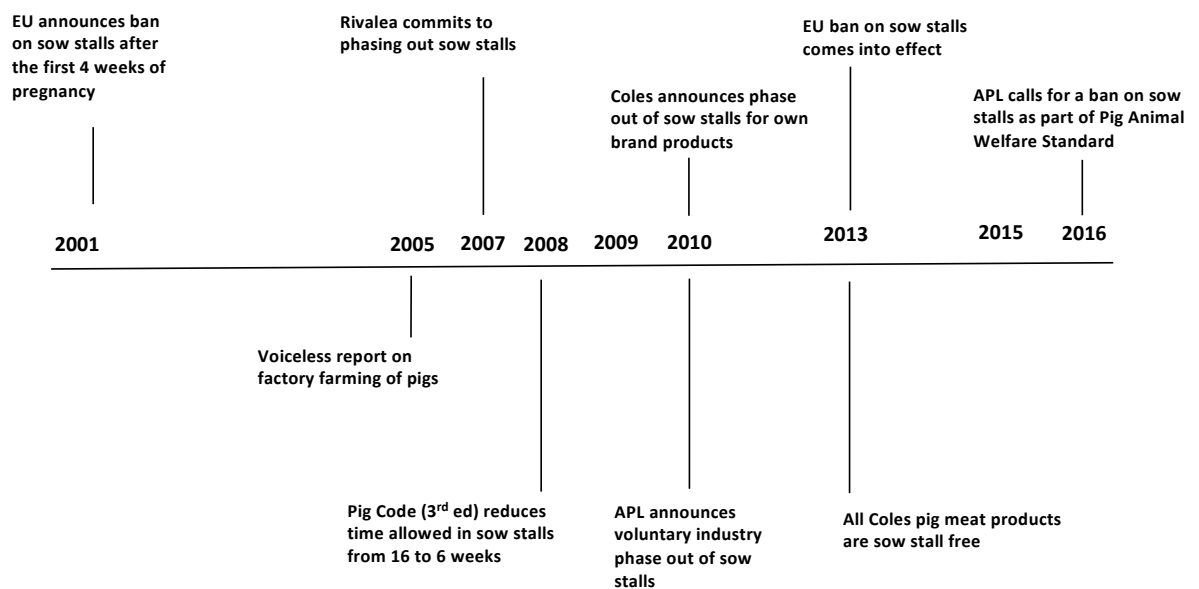 EU announces ban
on sow stalls after
the first 4 weeks of
pregnancy
Rivalea commits to
phasing out sow stalls
Coles announces phase
out of sow stalls for own
brand products
EU ban on sow stalls
comes into effect
APL calls for a ban on sow
stalls as part of Pig Animal
Welfare Standard
2001 2005 2007 2008 2009 2010 2013 2015 2016
Voiceless report on
factory farming of pigs
Pig Code (3rd ed) reduces
time allowed in sow stalls
from 16 to 6 weeks
APL announces
voluntary industry
phase out of sow
stalls
All Coles pig meat products
are sow stall free